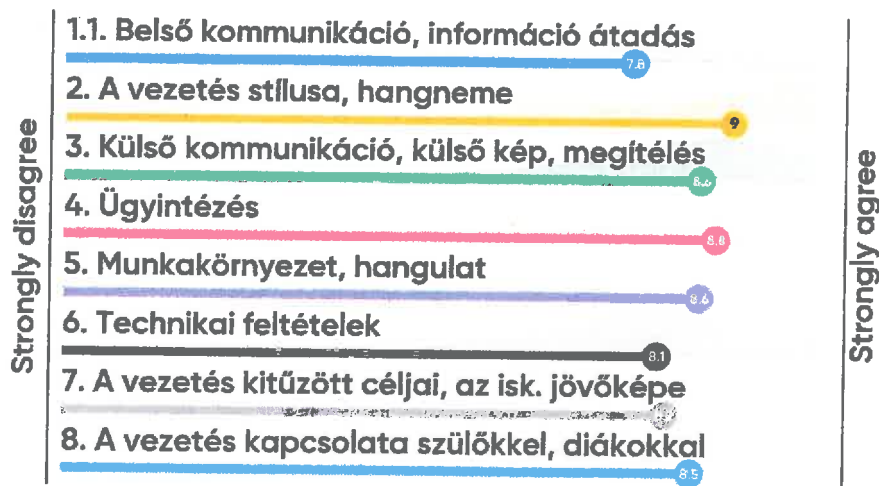 1.1. Belső kommunikáció, információ átadás
7.8
2. A vezetés stílusa, hangneme
9
3. Külső kommunikáció, külső kép, megítélés
8.6
4. Ügyintézés
8.8
5. Munkakörnyezet, hangulat
8.6
6. Technikai feltételek
8.1
7. A vezetés kitűzött céljai, az isk. jövőképe
8. A vezetés kapcsolata szülőkkel, diákokkal
8.5
Strongly disagree
Strongly agree